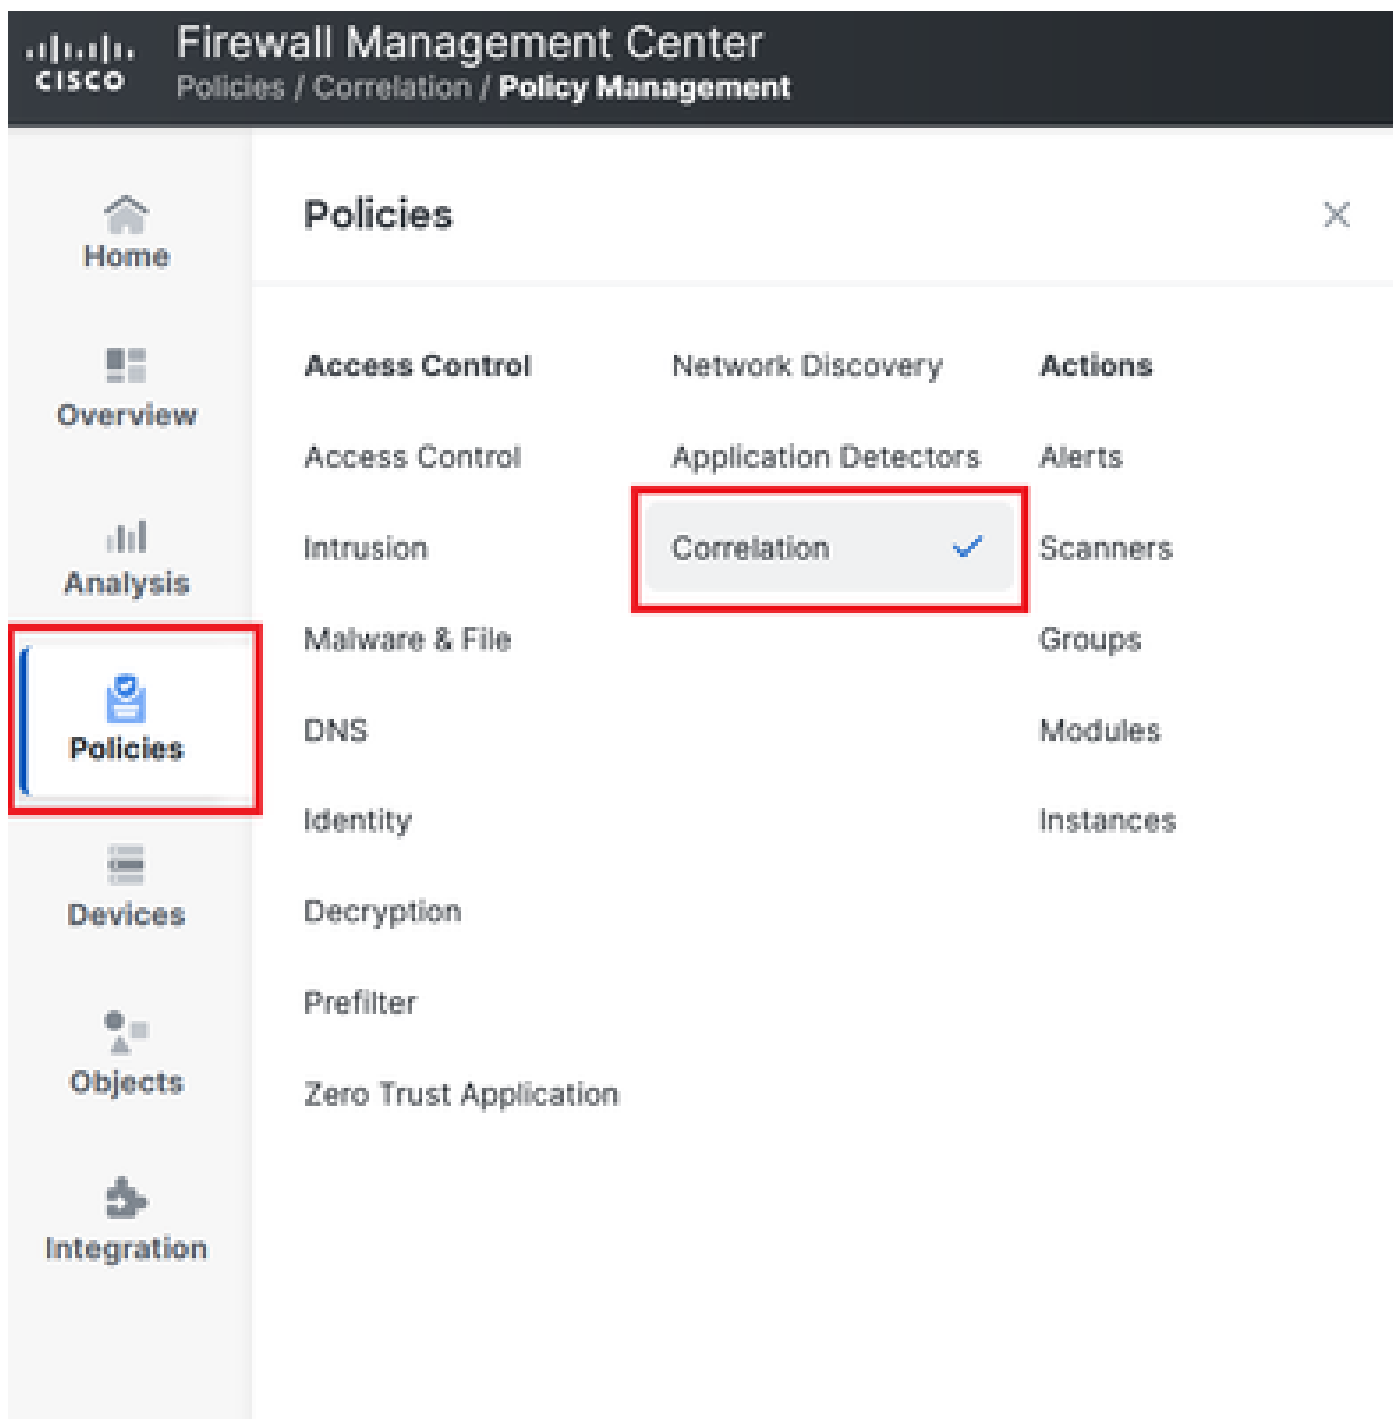 CISCO
Firewall Management Center
Policies / Correlation / Policy Management
Home
Overview
Analysis
Policies
Devices
Objects
Integration
Policies
Access Control
Access Control
Intrusion
Malware & File
DNS
Identity
Decryption
Prefilter
Zero Trust Application
Network Discovery
Application Detectors
Correlation
Actions
Alerts
Scanners
Groups
Modules
Instances